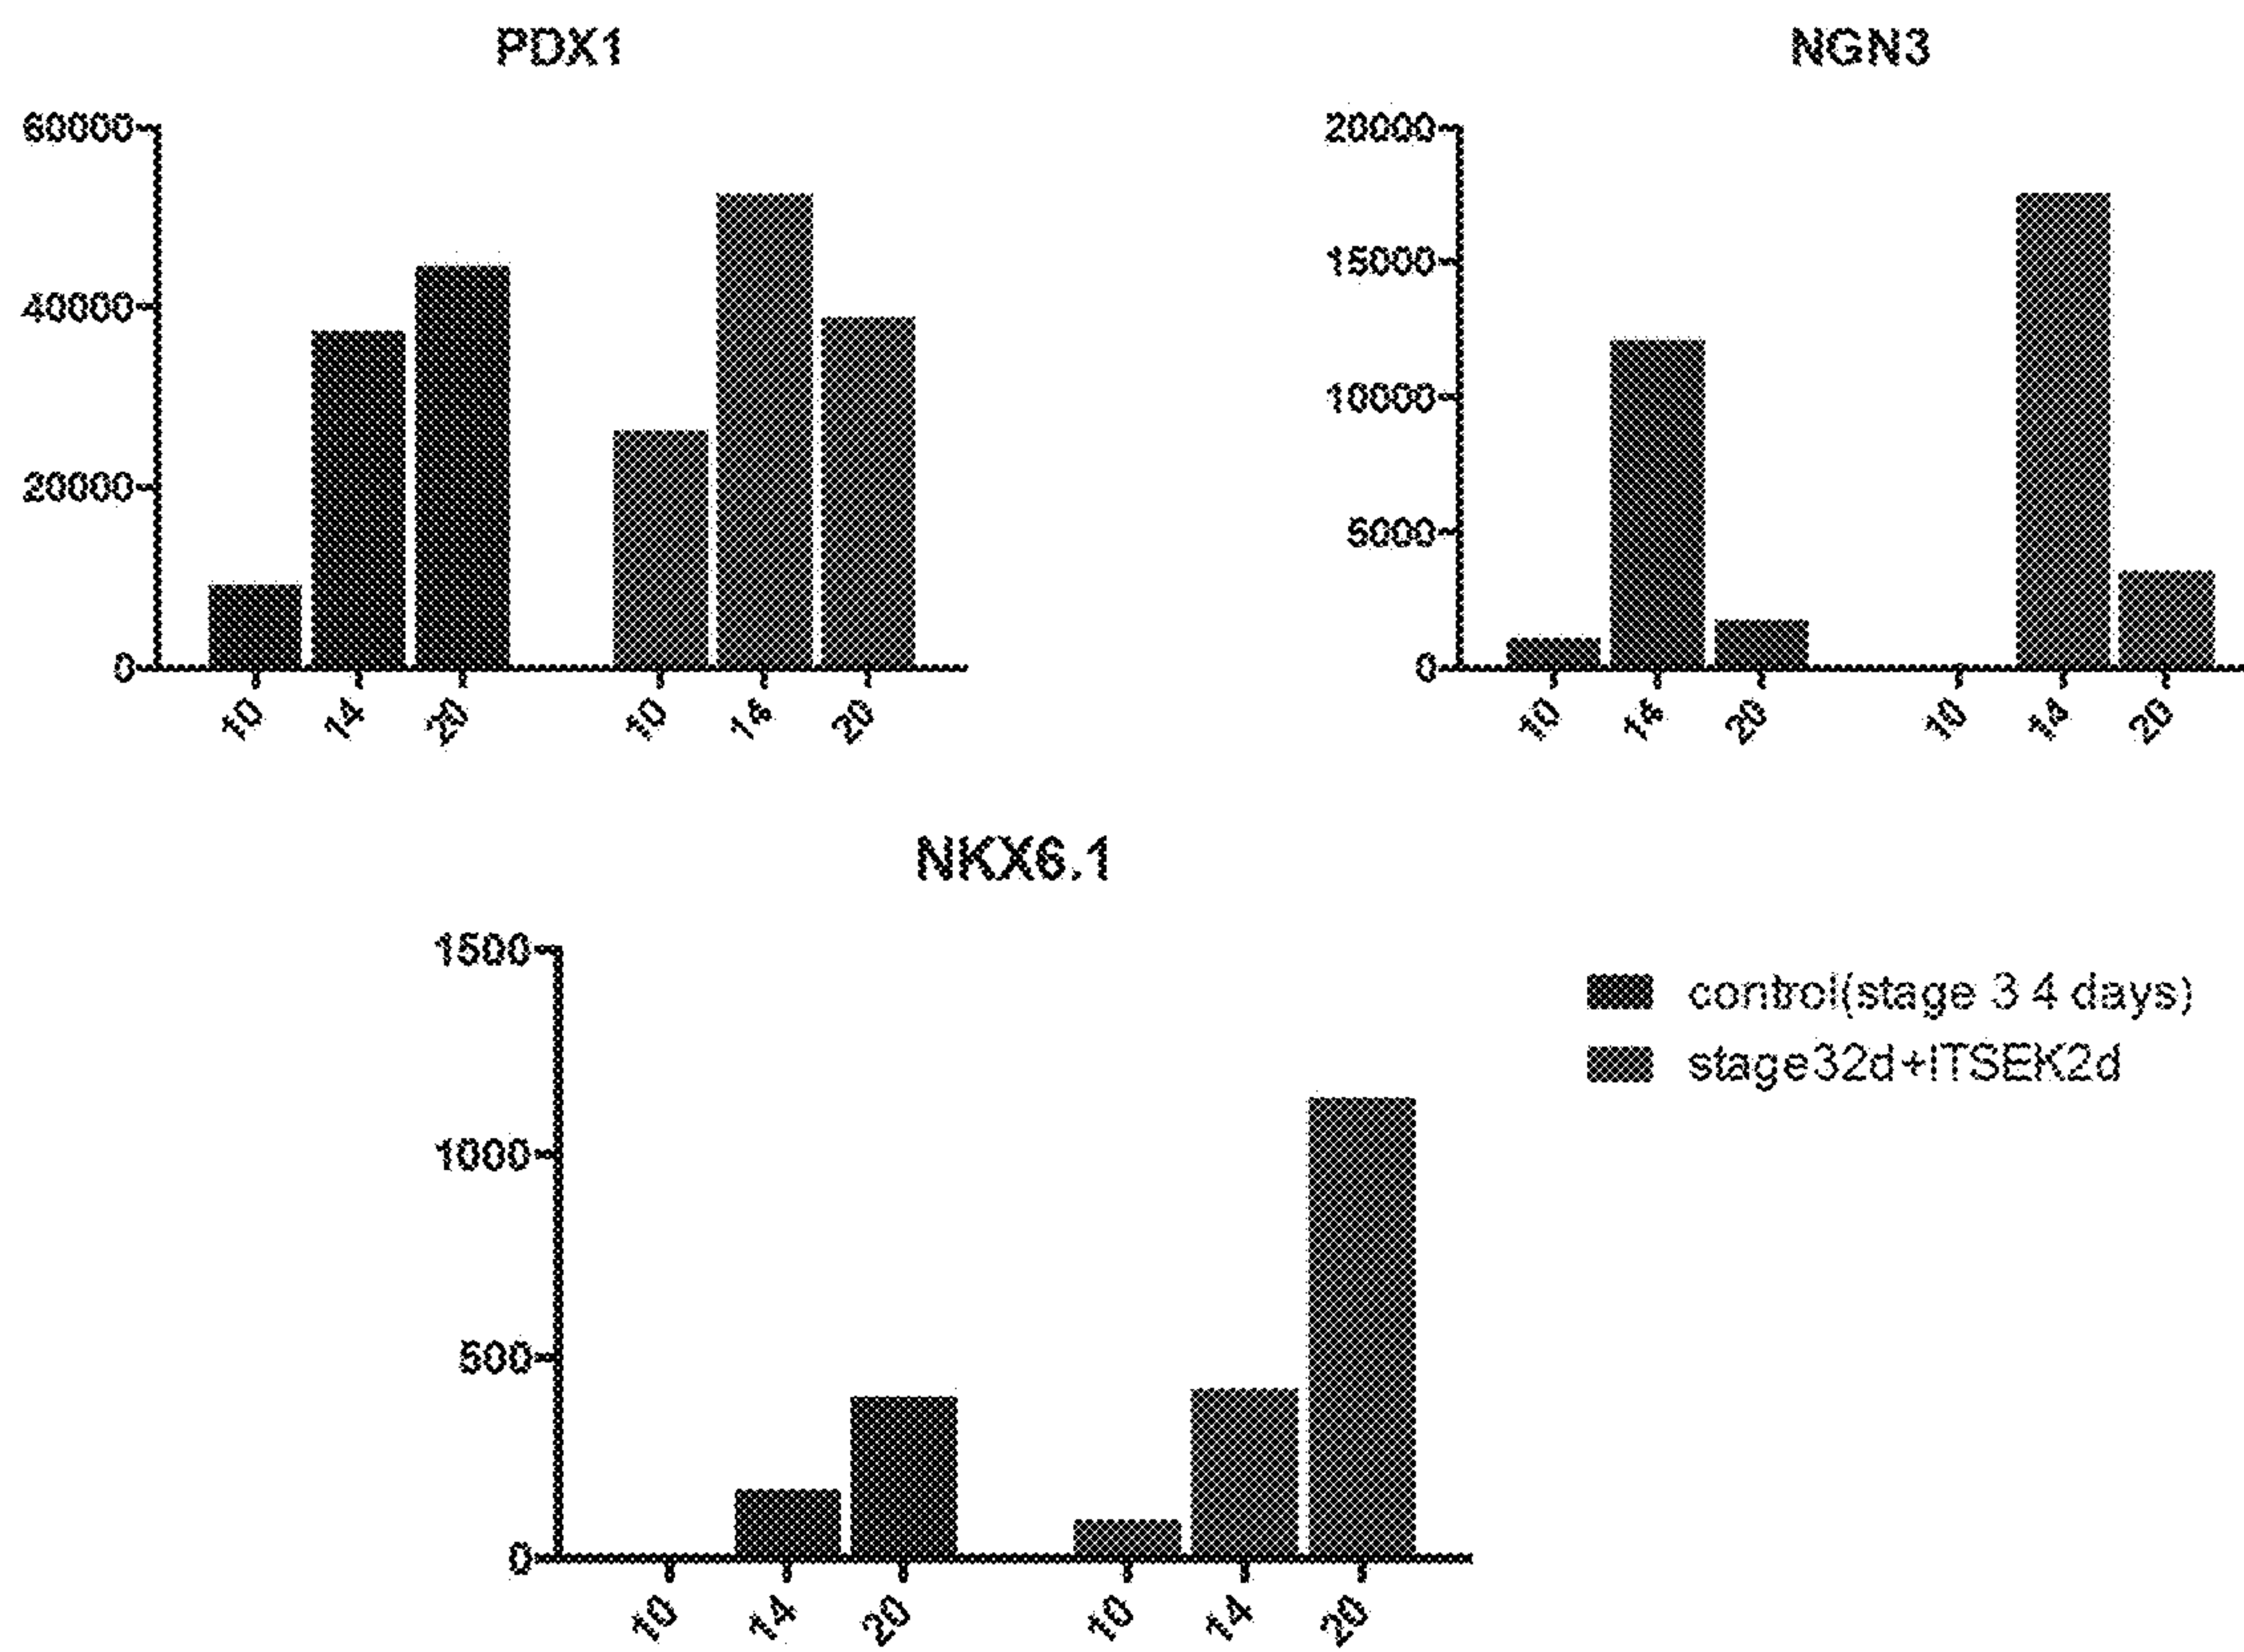 PDX1
60000
40000
20000
0
10 14 20 10 14 20
NGN3
20000
15000
10000
5000
0
10 14 20 10 14 20
NKX6.1
1500
1000
500
0
10 14 20 10 14 20
control(stage 3 4 days)
stage32d+ITSEK2d